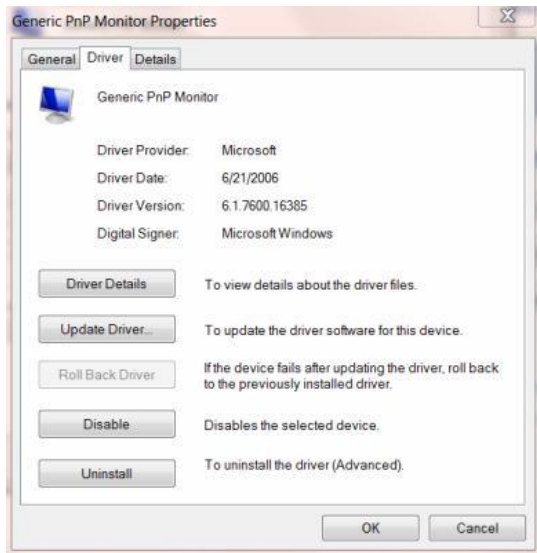 Generic PnP Monitor Properties
General Driver Details
Generic PnP Monitor
Driver Provider: Microsoft
Driver Date: 6/21/2006
Driver Version: 6.1.7600.16385
Digital Signer: Microsoft Windows
Driver Details To view details about the driver files.
Update Driver... To update the driver software for this device.
Roll Back Driver If the device fails after updating the driver, roll back
to the previously installed driver.
Disable Disables the selected device.
Uninstall To uninstall the driver (Advanced).
OK Cancel